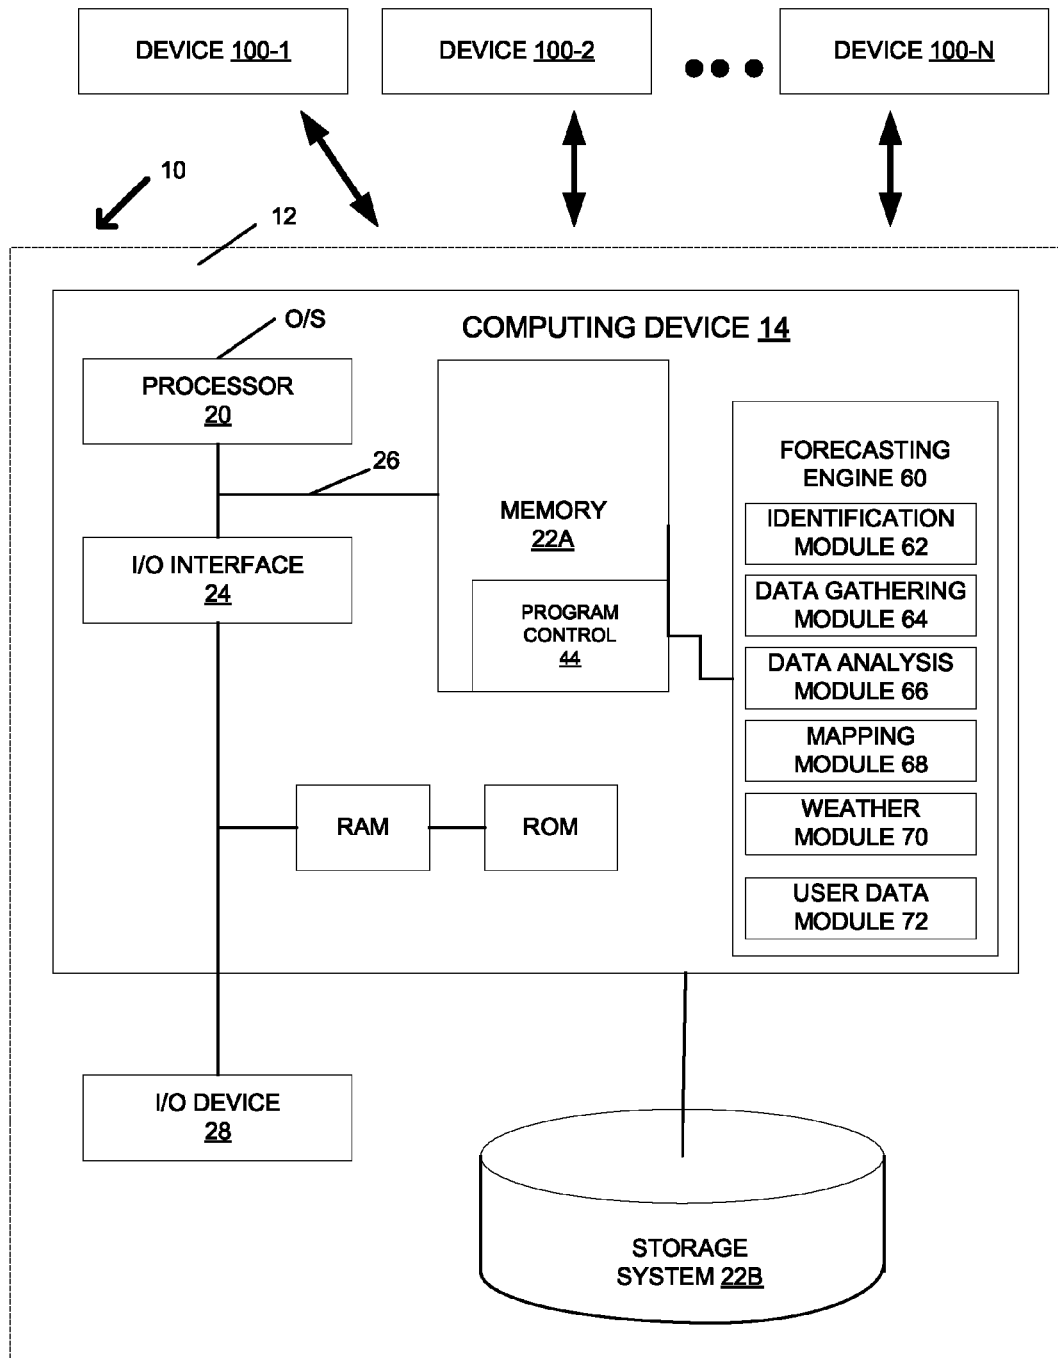 DEVICE 100-1
DEVICE 100-2
DEVICE 100-N
10
12
O/S
COMPUTING DEVICE 14
PROCESSOR
20
26
MEMORY
22A
FORECASTING
ENGINE 60
IDENTIFICATION
MODULE 62
I/O INTERFACE
24
DATA GATHERING
MODULE 64
PROGRAM
CONTROL
44
DATA ANALYSIS
MODULE 66
MAPPING
MODULE 68
WEATHER
MODULE 70
RAM
ROM
USER DATA
MODULE 72
I/O DEVICE
28
STORAGE
SYSTEM 22B